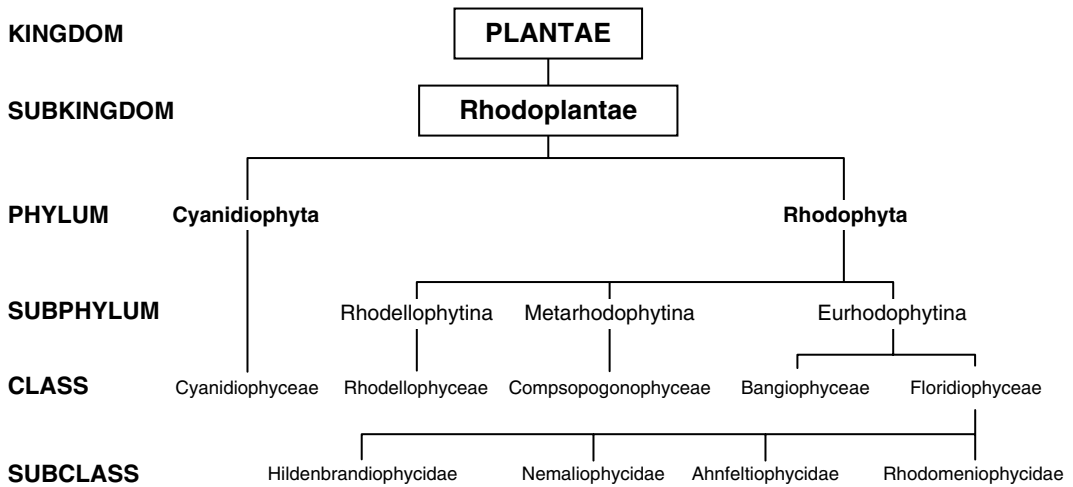 KINGDOM PLANTAE
SUBKINGDOM Rhodoplantae
PHYLUM Cyanidiophyta Rhodophyta
SUBPHYLUM Rhodellophytina Metarhodophytina Eurhodophytina
CLASS Cyanidiophyceae Rhodellophyceae Compsopogonophyceae Bangiophyceae Floridiophyceae
SUBCLASS Hildenbrandiophycidae Nemaliophycidae Ahnfeltiophycidae Rhodomeniophycidae